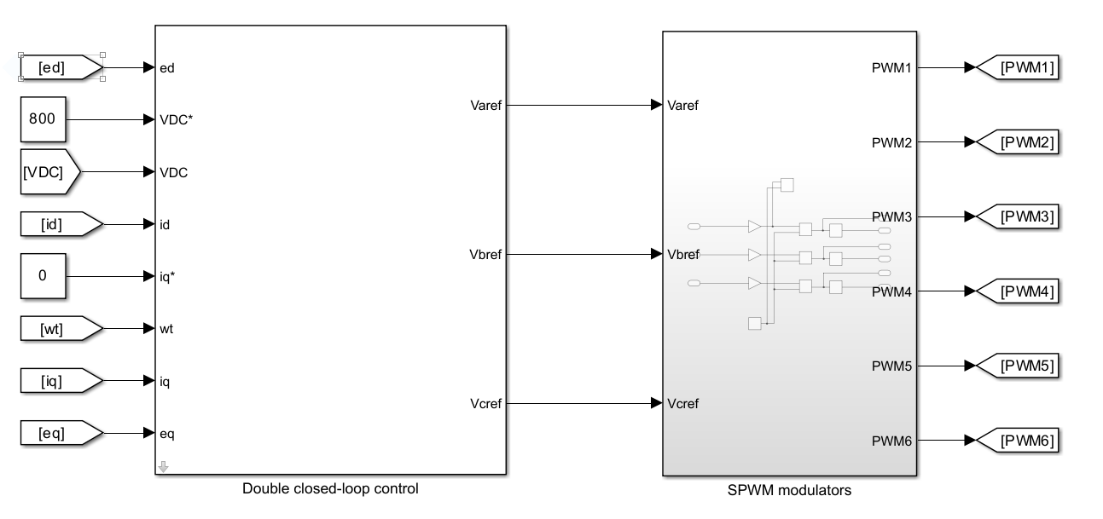 [ed]
ed
800
VDC*
[VDC]
VDC
[id]
id
0
iq*
[wt]
wt
[iq]
iq
[eq]
eq
Varef
Vbref
Vcref
Double closed-loop control
Varef
Vbref
Vcref
PWM1
PWM2
PWM3
PWM4
PWM5
PWM6
SPWM modulators
[PWM1]
[PWM2]
[PWM3]
[PWM4]
[PWM5]
[PWM6]